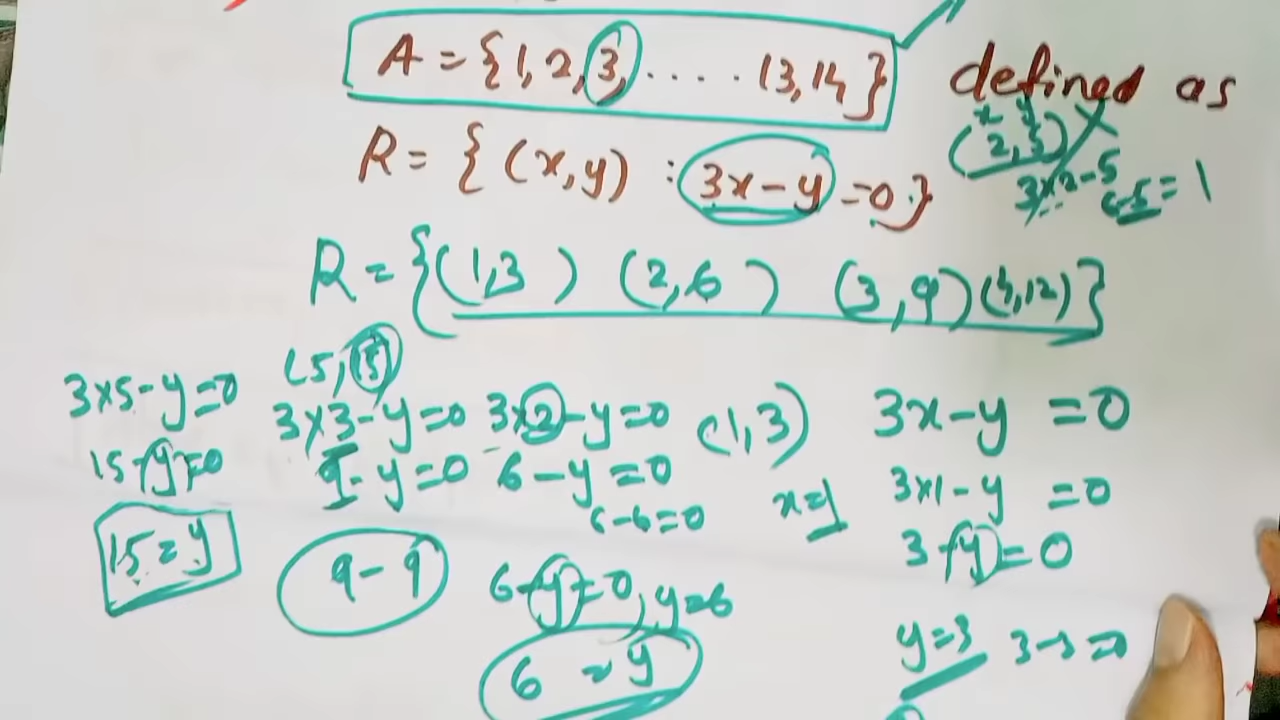 A = {1, 2, 3, ..... 13, 14} defined as
R = { (x, y) : 3x - y = 0.}
x y
(2, 5)
3×2-5
6-5 = 1
R = {(1,3) (2,6) (3,9) (4,12)}
(5, 15)
3×5-y=0
15-y=0
15=y
3×3-y=0
9-y=0
9-9
3×2-y=0
6-y=0
6-6=0
6-y=0, y=6
6=y
(1,3)
x=1
3x-y =0
3×1-y =0
3-y=0
y=3 3-3=0